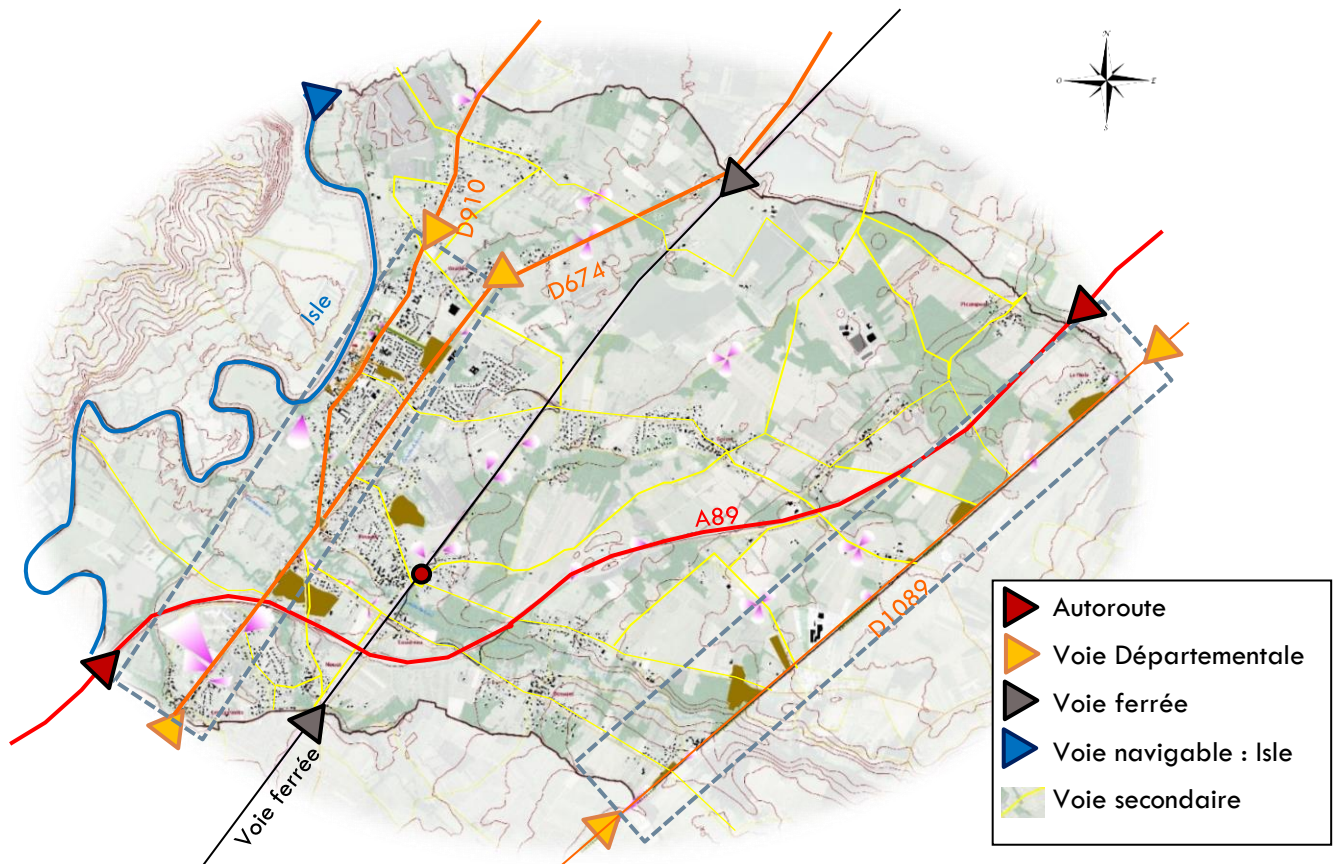 N
O
E
S
D910
D674
Isle
A89
D1089
Voie ferrée
Autoroute
Voie Départementale
Voie ferrée
Voie navigable : Isle
Voie secondaire